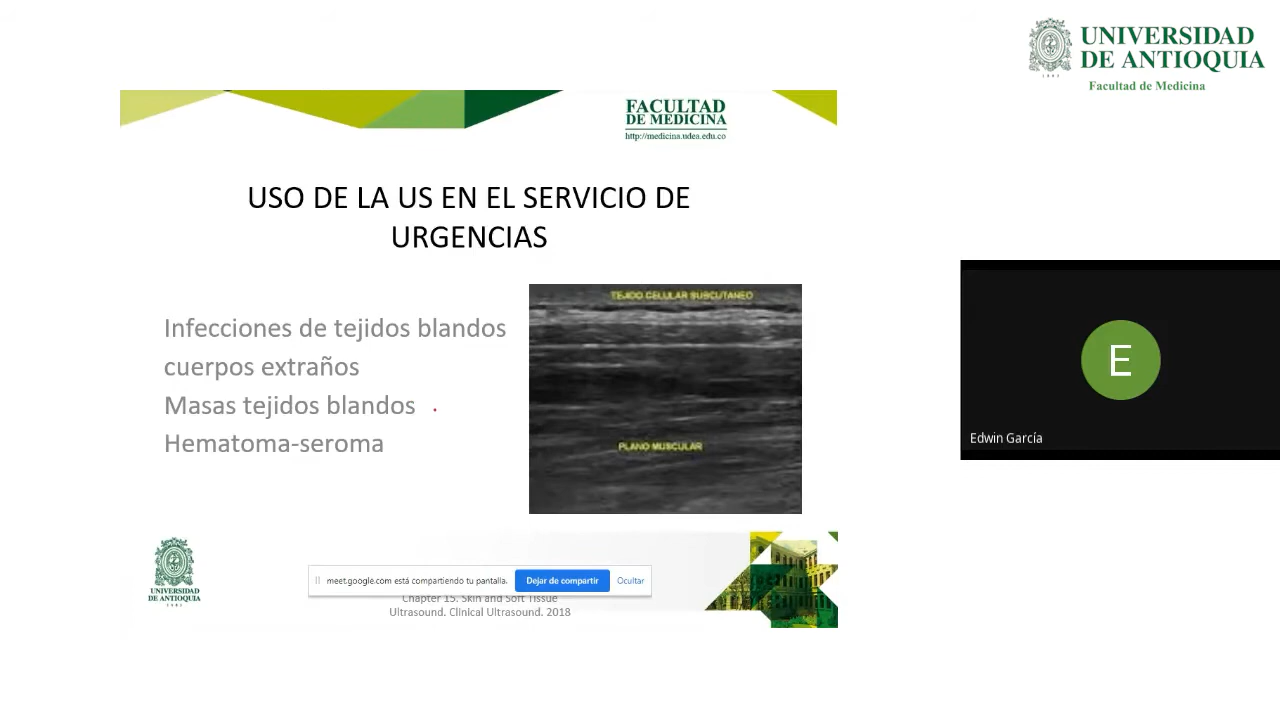 UNIVERSIDAD
DE ANTIOQUIA
1803
Facultad de Medicina
FACULTAD
DE MEDICINA
http://medicina.udea.edu.co
USO DE LA US EN EL SERVICIO DE
URGENCIAS
Infecciones de tejidos blandos
cuerpos extraños
Masas tejidos blandos
Hematoma-seroma
TEJIDO CELULAR SUBCUTANEO
PLANO MUSCULAR
E
Edwin García
UNIVERSIDAD
DE ANTIOQUIA
1803
meet.google.com está compartiendo tu pantalla.
Dejar de compartir
Ocultar
Chapter 15. Skin and Soft Tissue
Ultrasound. Clinical Ultrasound. 2018